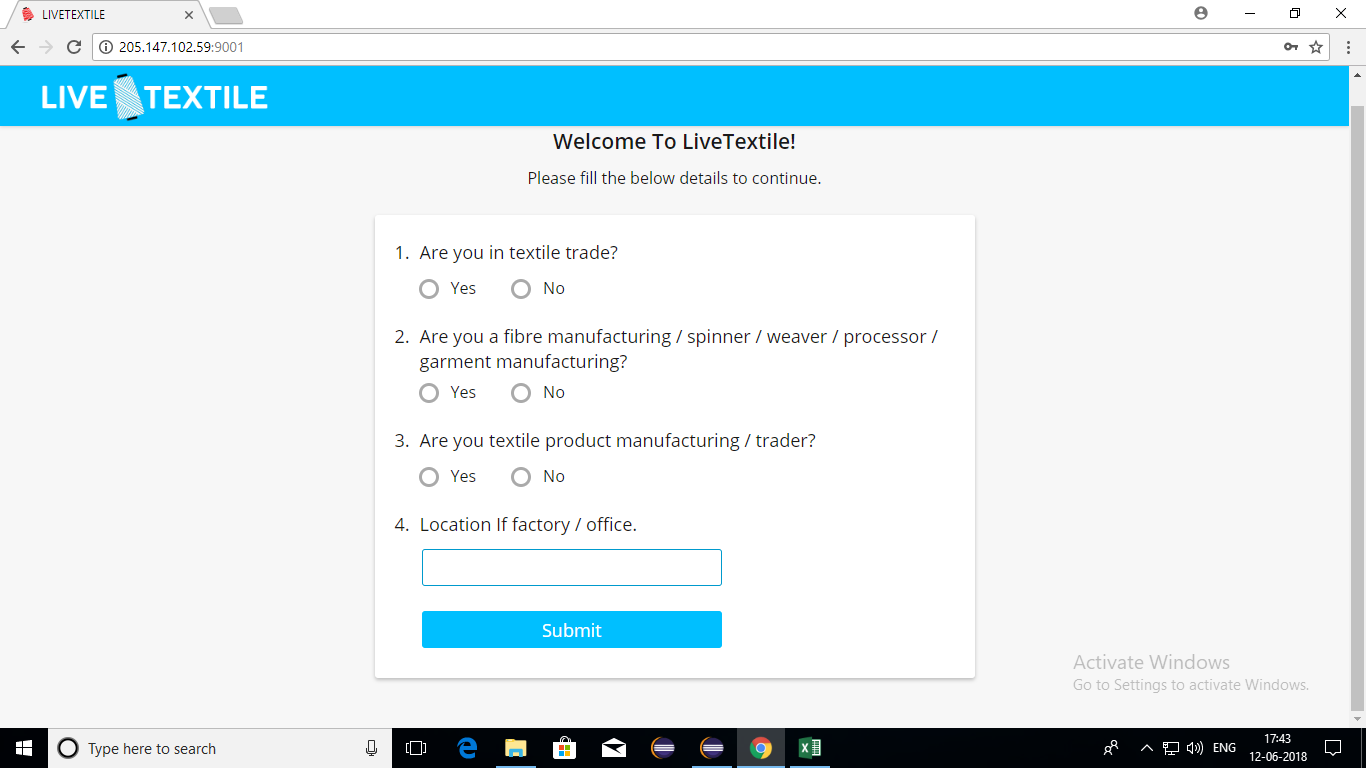 LIVETEXTILE
205.147.102.59:9001
LIVE TEXTILE
Welcome To LiveTextile!
Please fill the below details to continue.
1. Are you in textile trade?
Yes No
2. Are you a fibre manufacturing / spinner / weaver / processor /
garment manufacturing?
Yes No
3. Are you textile product manufacturing / trader?
Yes No
4. Location If factory / office.
Submit
Activate Windows
Go to Settings to activate Windows.
Type here to search
ENG
17:43
12-06-2018